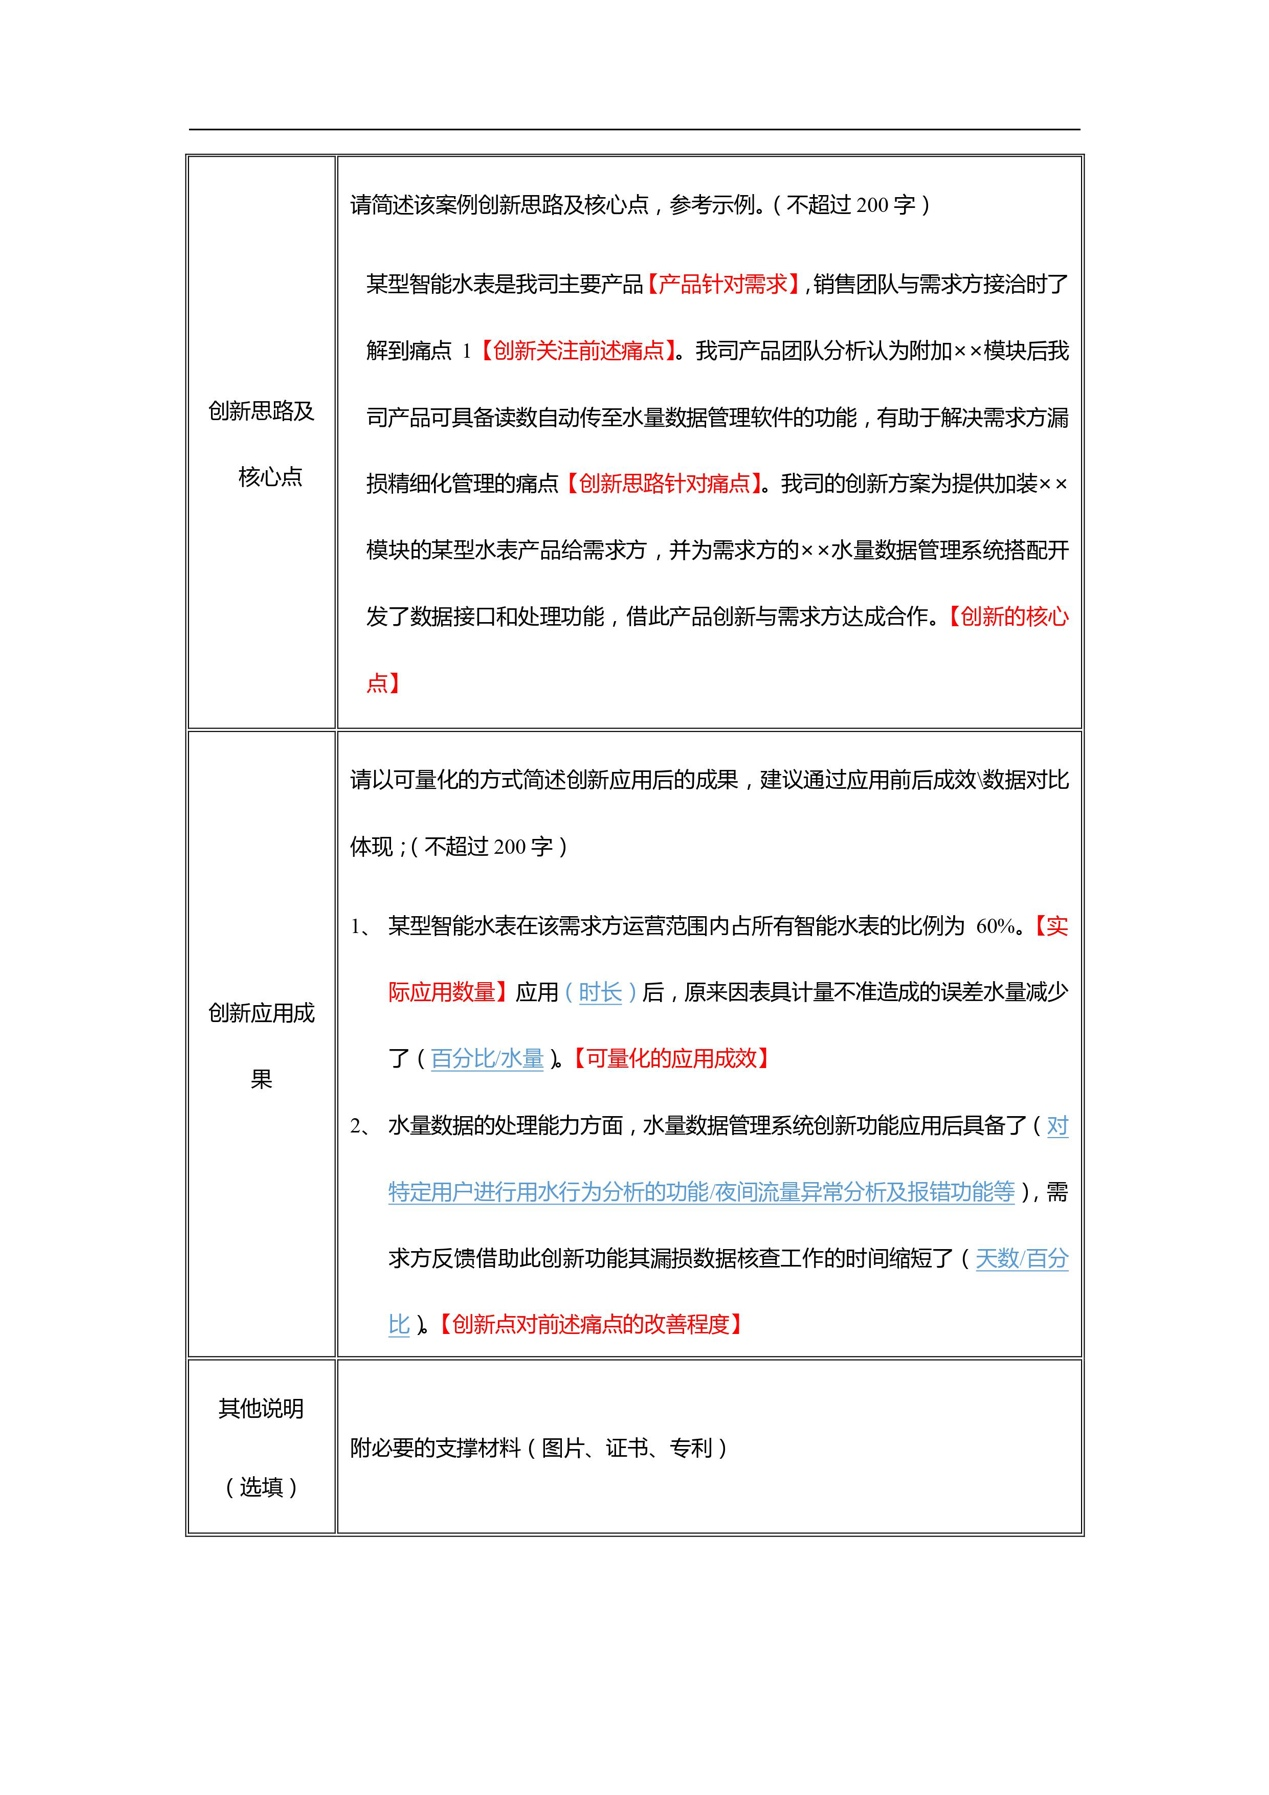 创新思路及
核心点
请简述该案例创新思路及核心点，参考示例。（不超过 200 字）
某型智能水表是我司主要产品【产品针对需求】，销售团队与需求方接洽时了
解到痛点 1【创新关注前述痛点】。我司产品团队分析认为附加××模块后我
司产品可具备读数自动传至水量数据管理软件的功能，有助于解决需求方漏
损精细化管理的痛点【创新思路针对痛点】。我司的创新方案为提供加装××
模块的某型水表产品给需求方，并为需求方的××水量数据管理系统搭配开
发了数据接口和处理功能，借此产品创新与需求方达成合作。【创新的核心
点】
创新应用成
果
请以可量化的方式简述创新应用后的成果，建议通过应用前后成效\数据对比
体现；（不超过 200 字）
1、 某型智能水表在该需求方运营范围内占所有智能水表的比例为 60%。【实
际应用数量】应用（时长）后，原来因表具计量不准造成的误差水量减少
了（百分比/水量）。【可量化的应用成效】
2、 水量数据的处理能力方面，水量数据管理系统创新功能应用后具备了（对
特定用户进行用水行为分析的功能/夜间流量异常分析及报错功能等），需
求方反馈借助此创新功能其漏损数据核查工作的时间缩短了（天数/百分
比）。【创新点对前述痛点的改善程度】
其他说明
（选填）
附必要的支撑材料（图片、证书、专利）